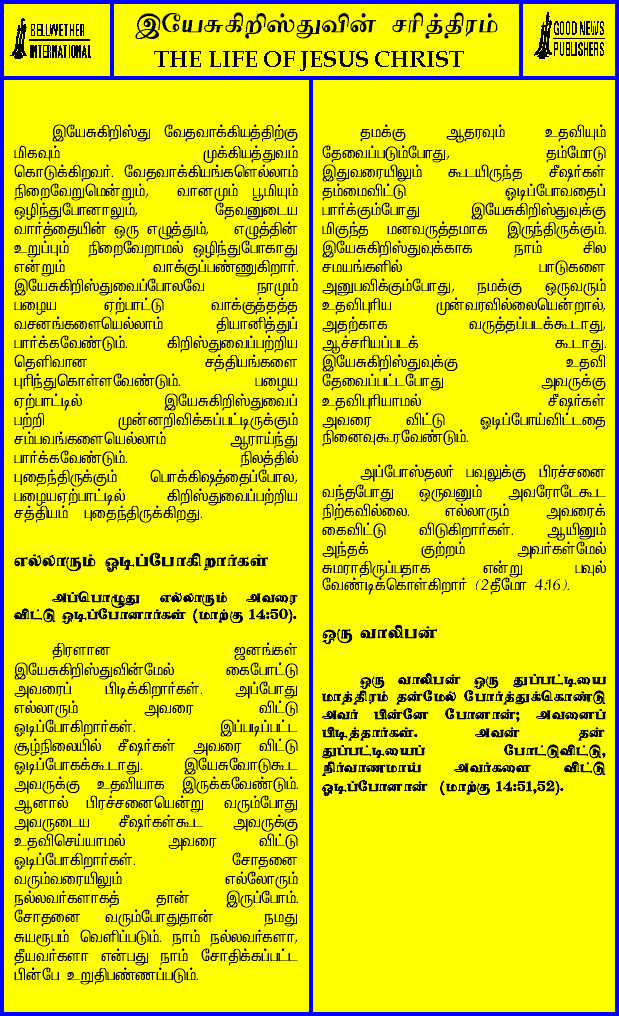 BELLWETHER
INTERNATIONAL
இயேசுகிறிஸ்துவின் சரித்திரம்
THE LIFE OF JESUS CHRIST
GOOD NEWS
PUBLISHERS
இயேசுகிறிஸ்து வேதவாக்கியத்திற்கு
மிகவும் முக்கியத்துவம்
கொடுக்கிறவர். வேதவாக்கியங்களெல்லாம்
நிறைவேறுமென்றும், வானமும் பூமியும்
ஒழிந்துபோனாலும், தேவனுடைய
வார்த்தையின் ஒரு எழுத்தும், எழுத்தின்
உறுப்பும் நிறைவேறாமல் ஒழிந்துபோகாது
என்றும் வாக்குப்பண்ணுகிறார்.
இயேசுகிறிஸ்துவைப்போலவே நாமும்
பழைய ஏற்பாட்டு வாக்குத்தத்த
வசனங்களையெல்லாம் தியானித்துப்
பார்க்கவேண்டும். கிறிஸ்துவைப்பற்றிய
தெளிவான சத்தியங்களை
புரிந்துகொள்ளவேண்டும். பழைய
ஏற்பாட்டில் இயேசுகிறிஸ்துவைப்
பற்றி முன்னறிவிக்கப்பட்டிருக்கும்
சம்பவங்களையெல்லாம் ஆராய்ந்து
பார்க்கவேண்டும். நிலத்தில்
புதைந்திருக்கும் பொக்கிஷத்தைப்போல,
பழையஏற்பாட்டில் கிறிஸ்துவைப்பற்றிய
சத்தியம் புதைந்திருக்கிறது.
எல்லாரும் ஓடிப்போகிறார்கள்
அப்பொழுது எல்லாரும் அவரை
விட்டு ஓடிப்போனார்கள் (மாற்கு 14:50).
திரளான ஜனங்கள்
இயேசுகிறிஸ்துவின்மேல் கைபோட்டு
அவரைப் பிடிக்கிறார்கள். அப்போது
எல்லாரும் அவரை விட்டு
ஓடிப்போகிறார்கள். இப்படிப்பட்ட
சூழ்நிலையில் சீஷர்கள் அவரை விட்டு
ஓடிப்போகக்கூடாது. இயேசுவோடுகூட
அவருக்கு உதவியாக இருக்கவேண்டும்.
ஆனால் பிரச்சனையென்று வரும்போது
அவருடைய சீஷர்கள்கூட அவருக்கு
உதவிசெய்யாமல் அவரை விட்டு
ஓடிப்போகிறார்கள். சோதனை
வரும்வரையிலும் எல்லோரும்
நல்லவர்களாகத் தான் இருப்போம்.
சோதனை வரும்போதுதான் நமது
சுயரூபம் வெளிப்படும். நாம் நல்லவர்களா,
தீயவர்களா என்பது நாம் சோதிக்கப்பட்ட
பின்பே உறுதிபண்ணப்படும்.
தமக்கு ஆதரவும் உதவியும்
தேவைப்படும்போது, தம்மோடு
இதுவரையிலும் கூடயிருந்த சீஷர்கள்
தம்மைவிட்டு ஓடிப்போவதைப்
பார்க்கும்போது இயேசுகிறிஸ்துவுக்கு
மிகுந்த மனவருத்தமாக இருந்திருக்கும்.
இயேசுகிறிஸ்துவுக்காக நாம் சில
சமயங்களில் பாடுகளை
அனுபவிக்கும்போது, நமக்கு ஒருவரும்
உதவிபுரிய முன்வரவில்லையென்றால்,
அதற்காக வருத்தப்படக்கூடாது,
ஆச்சரியப்படக் கூடாது.
இயேசுகிறிஸ்துவுக்கு உதவி
தேவைப்பட்டபோது அவருக்கு
உதவிபுரியாமல் சீஷர்கள்
அவரை விட்டு ஓடிப்போய்விட்டதை
நினைவுகூரவேண்டும்.
அப்போஸ்தலர் பவுலுக்கு பிரச்சனை
வந்தபோது ஒருவனும் அவரோடேகூட
நிற்கவில்லை. எல்லாரும் அவரைக்
கைவிட்டு விடுகிறார்கள். ஆயினும்
அந்தக் குற்றம் அவர்கள்மேல்
சுமராதிருப்பதாக என்று பவுல்
வேண்டிக்கொள்கிறார் (2தீமோ 4:16).
ஒரு வாலிபன்
ஒரு வாலிபன் ஒரு துப்பட்டியை
மாத்திரம் தன்மேல் போர்த்துக்கொண்டு
அவர் பின்னே போனான்; அவனைப்
பிடித்தார்கள். அவன் தன்
துப்பட்டியைப் போட்டுவிட்டு,
நிர்வாணமாய் அவர்களை விட்டு
ஓடிப்போனான் (மாற்கு 14:51,52).